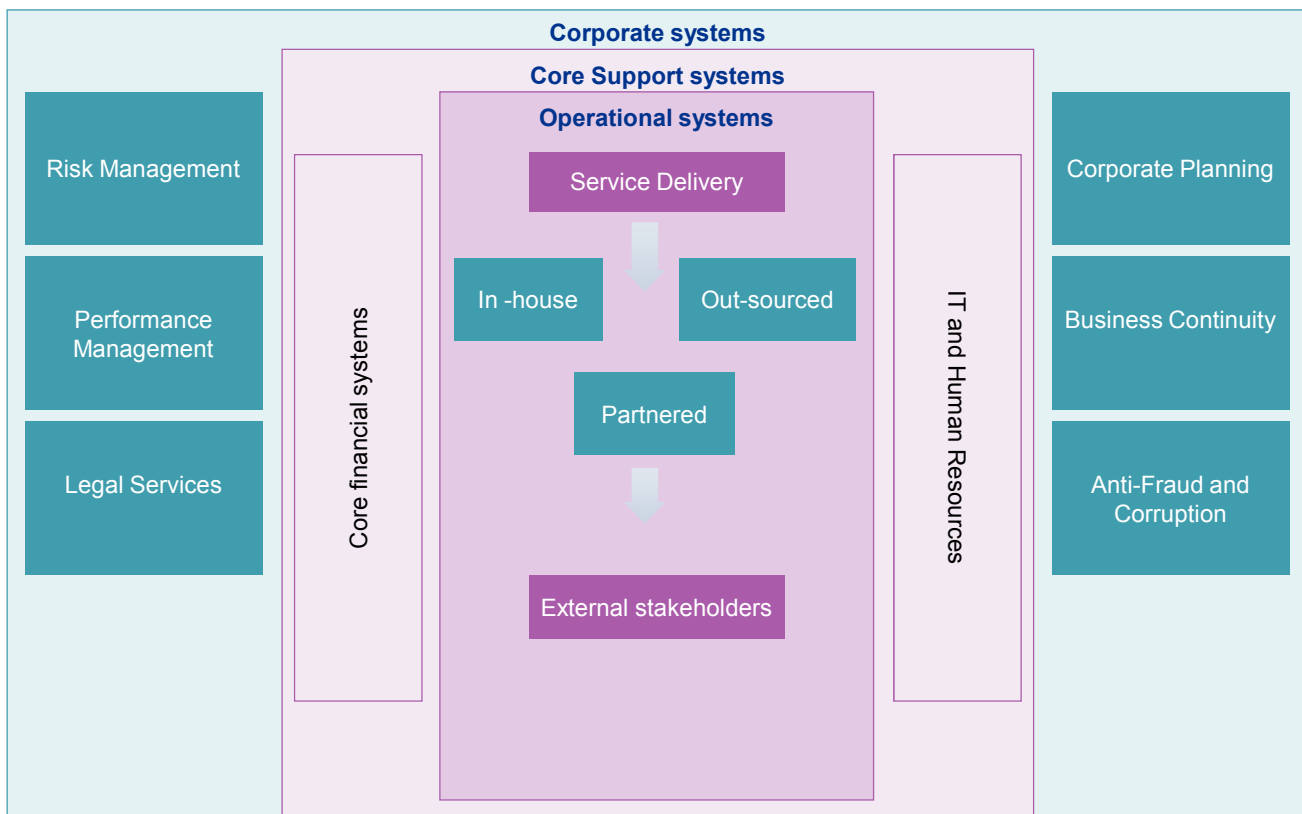 Corporate systems
Core Support systems
Operational systems
Risk Management
Performance
Management
Legal Services
Core financial systems
Service Delivery
In -house
Out-sourced
Partnered
External stakeholders
IT and Human Resources
Corporate Planning
Business Continuity
Anti-Fraud and
Corruption